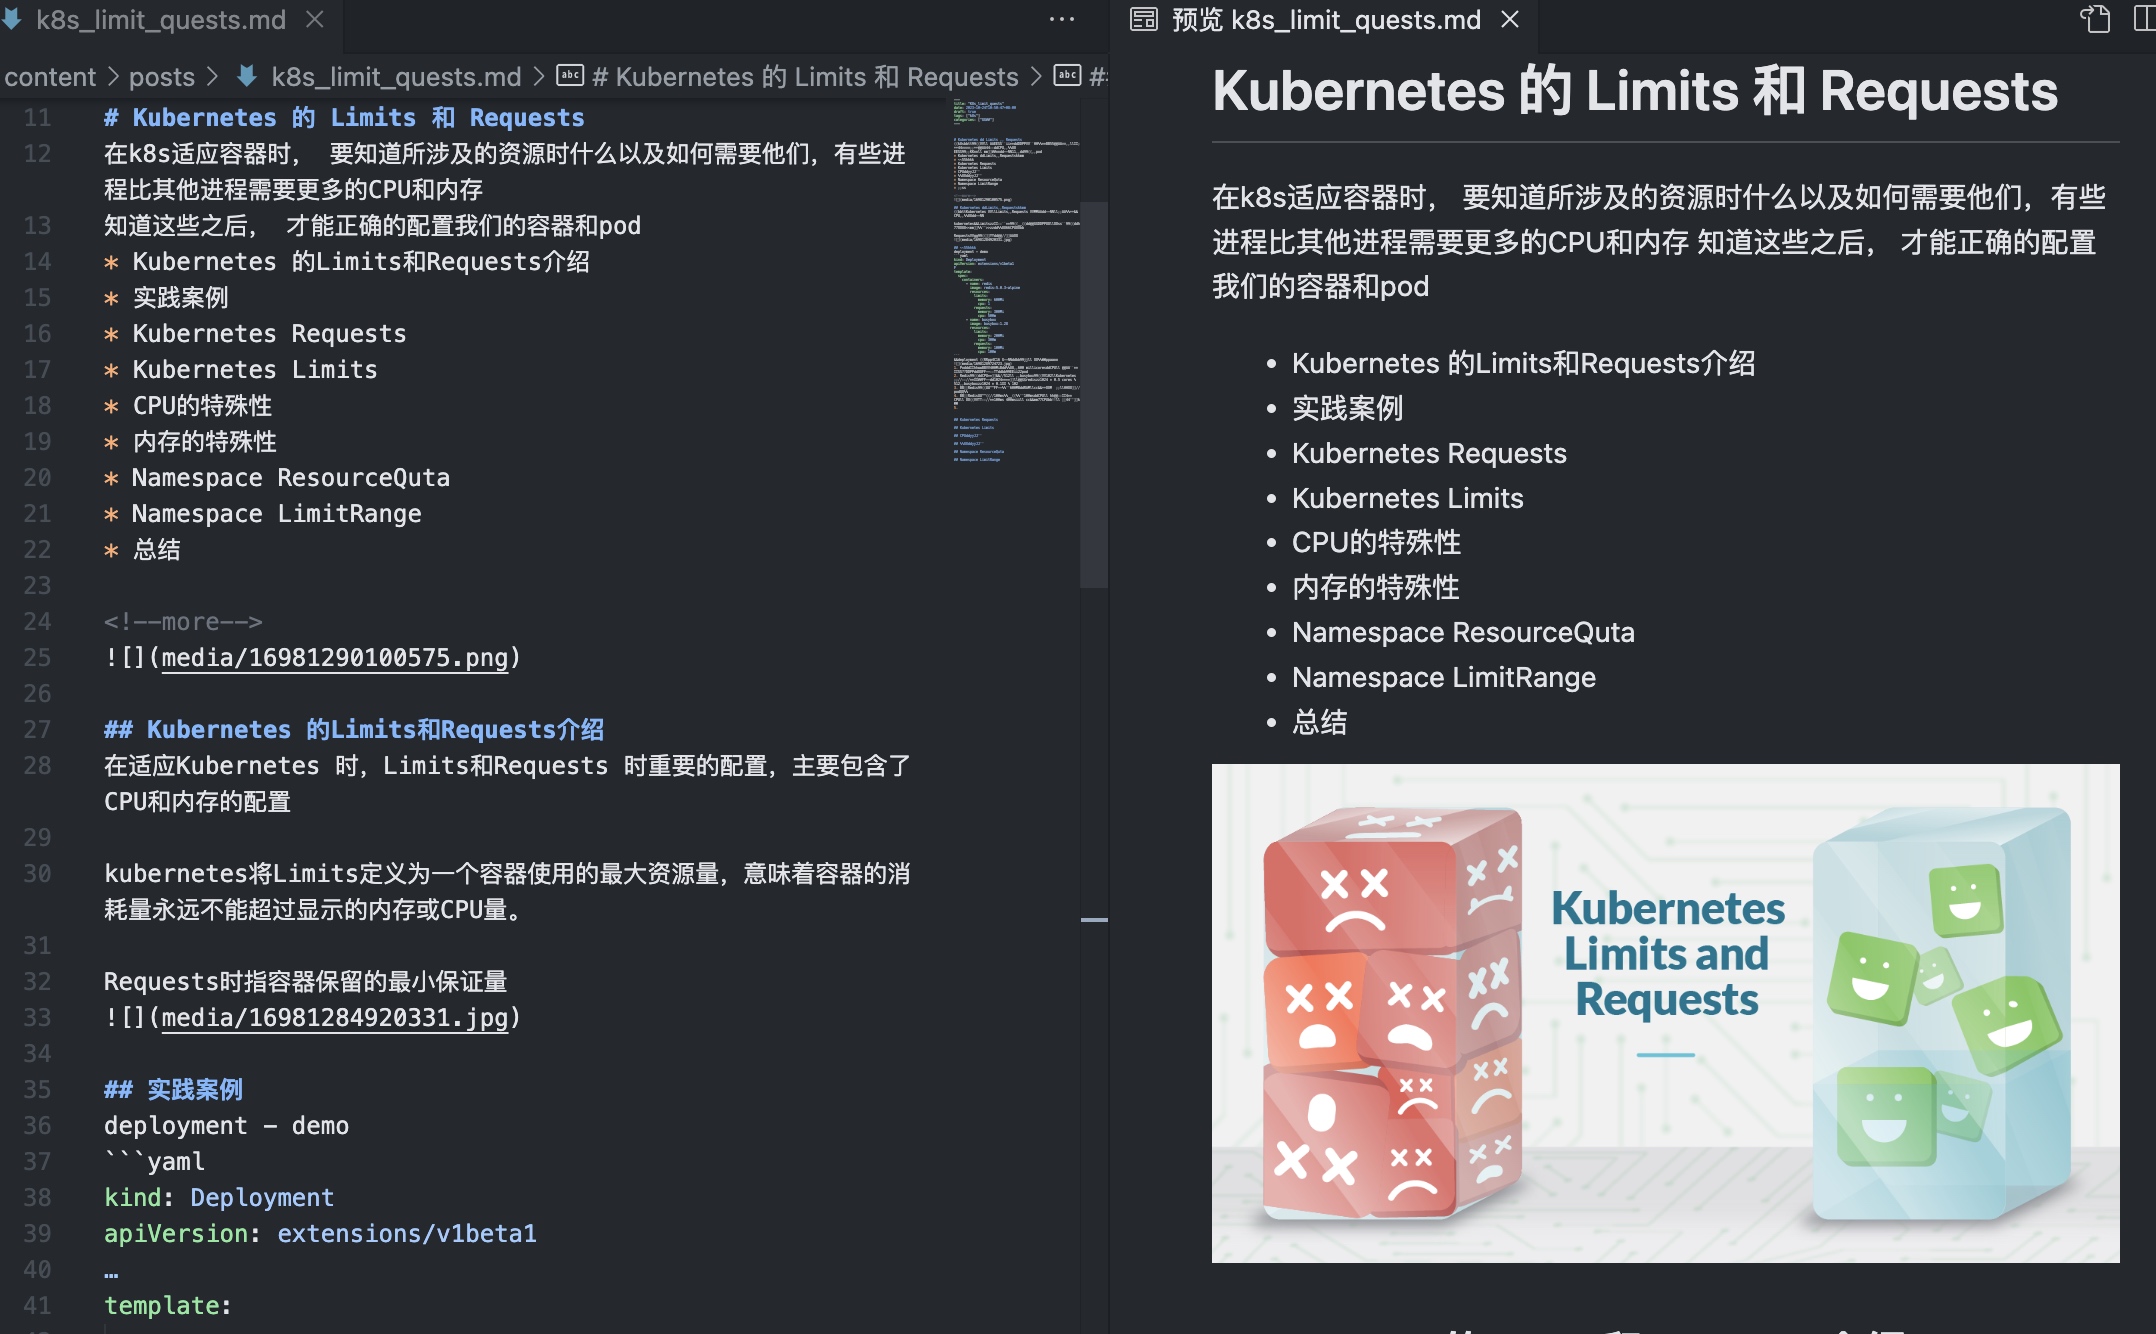 k8s_limit_quests.md
content > posts > k8s_limit_quests.md > # Kubernetes 的 Limits 和 Requests > #
11 # Kubernetes 的 Limits 和 Requests
12 在k8s适应容器时， 要知道所涉及的资源时什么以及如何需要他们，有些进
程比其他进程需要更多的CPU和内存
13 知道这些之后， 才能正确的配置我们的容器和pod
14 * Kubernetes 的Limits和Requests介绍
15 * 实践案例
16 * Kubernetes Requests
17 * Kubernetes Limits
18 * CPU的特殊性
19 * 内存的特殊性
20 * Namespace ResourceQuta
21 * Namespace LimitRange
22 * 总结
23
24 <!--more-->
25 ![](media/16981290100575.png)
26
27 ## Kubernetes 的Limits和Requests介绍
28 在适应Kubernetes 时，Limits和Requests 时重要的配置，主要包含了
CPU和内存的配置
29
30 kubernetes将Limits定义为一个容器使用的最大资源量，意味着容器的消
耗量永远不能超过显示的内存或CPU量。
31
32 Requests时指容器保留的最小保证量
33 ![](media/16981284920331.jpg)
34
35 ## 实践案例
36 deployment - demo
37 ```yaml
38 kind: Deployment
39 apiVersion: extensions/v1beta1
40 …
41 template:
预览 k8s_limit_quests.md
Kubernetes 的 Limits 和 Requests
在k8s适应容器时， 要知道所涉及的资源时什么以及如何需要他们，有些
进程比其他进程需要更多的CPU和内存 知道这些之后， 才能正确的配置
我们的容器和pod
• Kubernetes 的Limits和Requests介绍
• 实践案例
• Kubernetes Requests
• Kubernetes Limits
• CPU的特殊性
• 内存的特殊性
• Namespace ResourceQuta
• Namespace LimitRange
• 总结
Kubernetes
Limits and
Requests